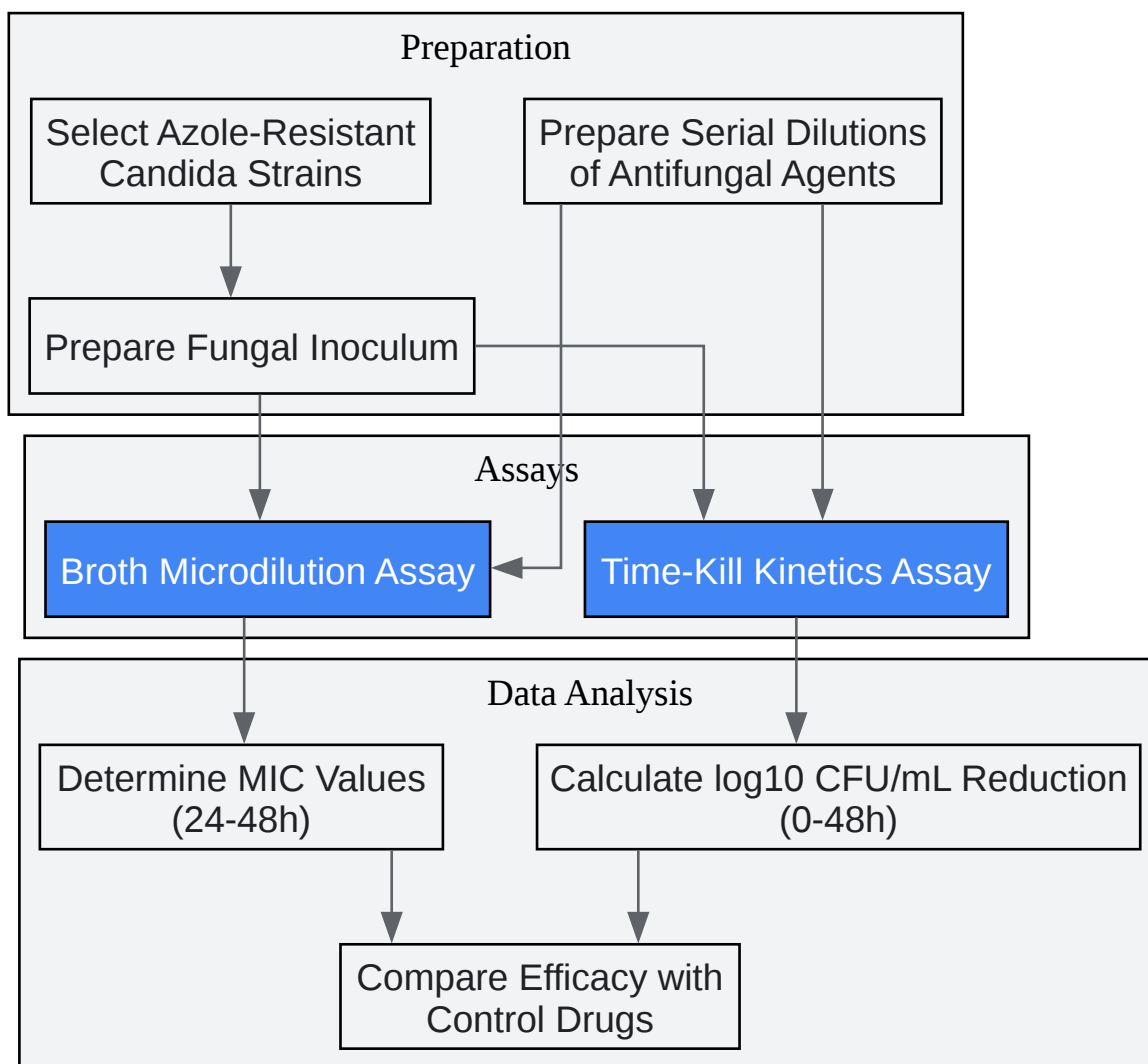 Preparation
Select Azole-Resistant
Candida Strains
Prepare Serial Dilutions
of Antifungal Agents
Prepare Fungal Inoculum
Assays
Broth Microdilution Assay
Time-Kill Kinetics Assay
Data Analysis
Determine MIC Values
(24-48h)
Calculate log10 CFU/mL Reduction
(0-48h)
Compare Efficacy with
Control Drugs